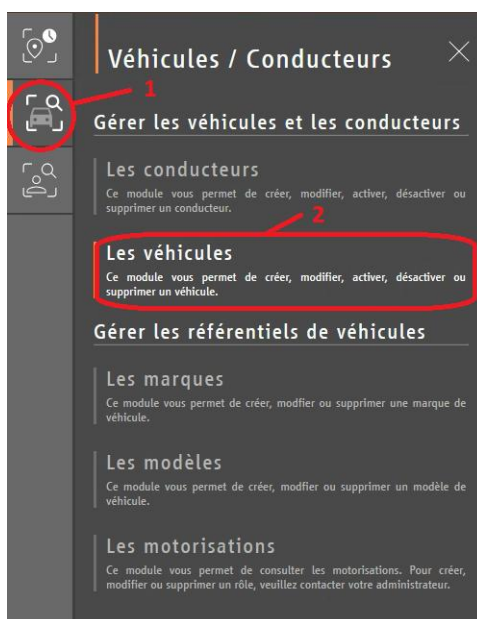 Véhicules / Conducteurs
1
Gérer les véhicules et les conducteurs
Les conducteurs
Ce module vous permet de créer, modifier, activer, désactiver ou
supprimer un conducteur.
2
Les véhicules
Ce module vous permet de créer, modifier, activer, désactiver ou
supprimer un véhicule.
Gérer les référentiels de véhicules
Les marques
Ce module vous permet de créer, modfier ou supprimer une marque de
véhicule.
Les modèles
Ce module vous permet de créer, modfier ou supprimer un modèle de
véhicule.
Les motorisations
Ce module vous permet de consulter les motorisations. Pour créer,
modifier ou supprimer un rôle, veuillez contacter votre administrateur.